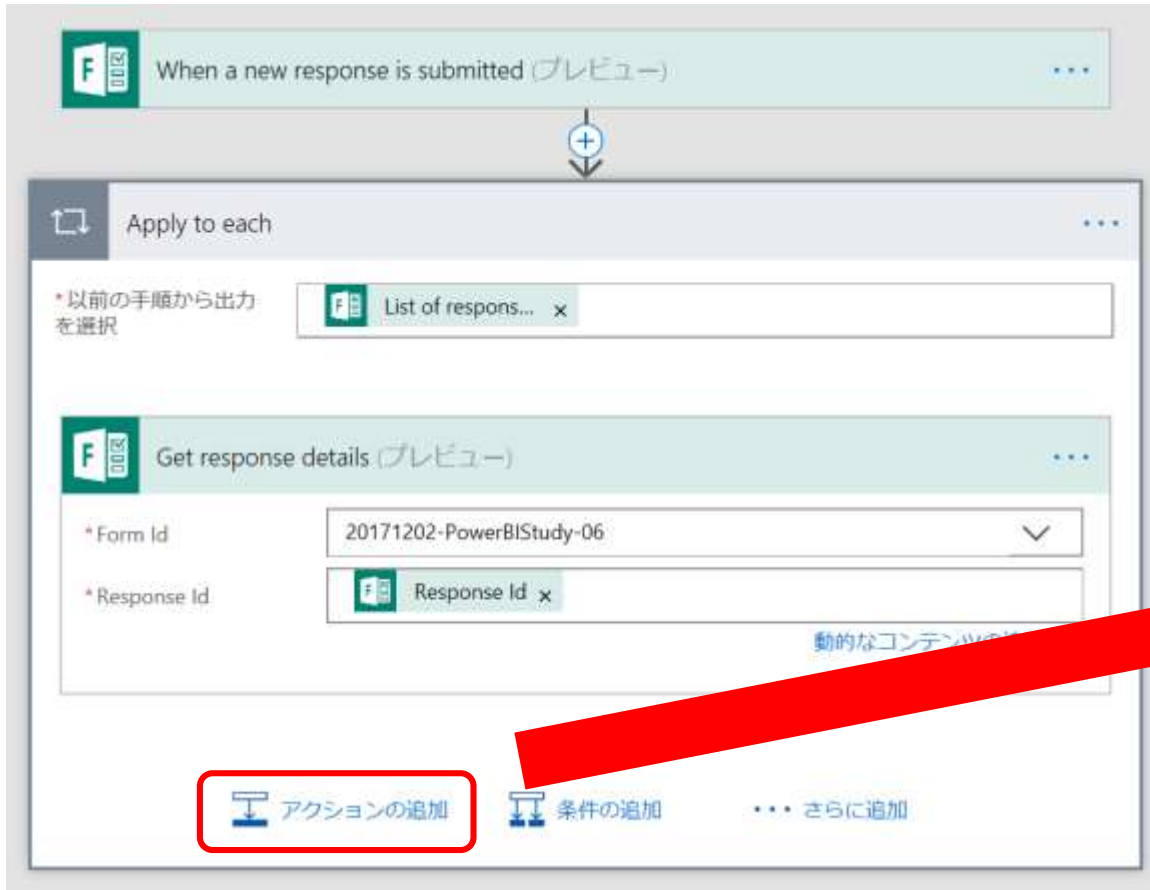 When a new response is submitted (プレビュー)
Apply to each
*以前の手順から出力
を選択
List of respons... ×
Get response details (プレビュー)
*Form Id
20171202-PowerBIStudy-06
*Response Id
Response Id ×
動的なコンテンツの
アクションの追加
条件の追加
••• さらに追加